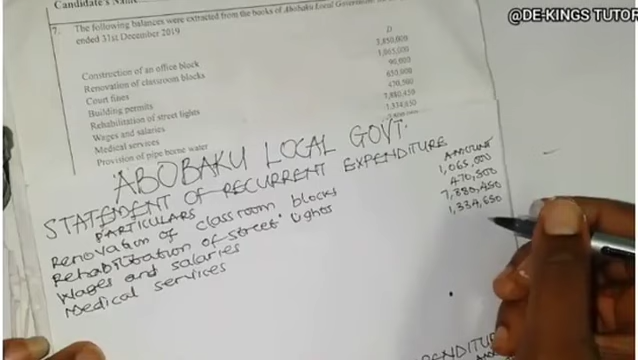 Candidate's Name
@DE-KINGS TUTOR
7. The following balances were extracted from the books of Abobaku Local Government
ended 31st December 2019
D
Construction of an office block
Renovation of classroom blocks 1,065,000
Court fines 90,000
Building permits 650,000
Rehabilitation of street lights 470,500
Wages and salaries 7,880,450
Medical services 1,334,650
Provision of pipe borne water
ABOBAKU LOCAL GOVT.
STATEMENT OF RECURRENT EXPENDITURE
PARTICULARS AMOUNT
Renovation of classroom blocks 1,065,000
Rehabilitation of street lights 470,500
Wages and salaries 7,880,450
Medical services 1,334,650